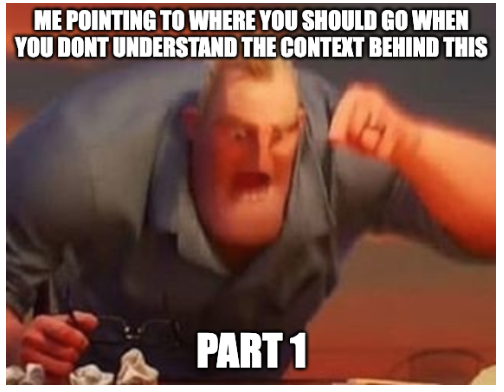 ME POINTING TO WHERE YOU SHOULD GO WHEN
YOU DONT UNDERSTAND THE CONTEXT BEHIND THIS
PART 1